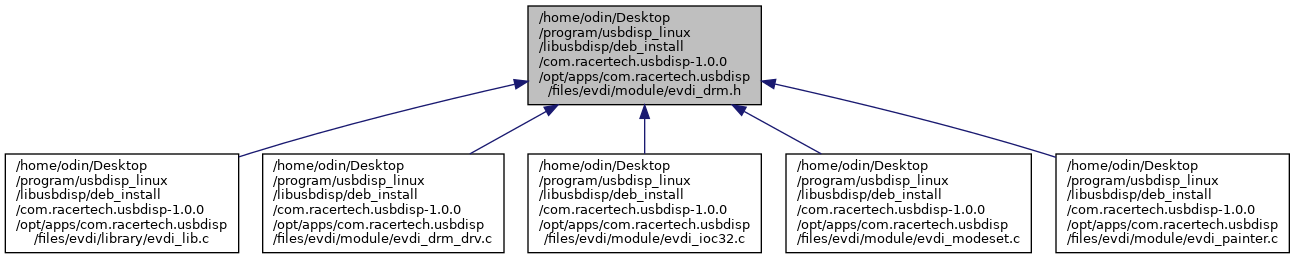 /home/odin/Desktop
/program/usbdisp_linux
/libusbdisp/deb_install
/com.racertech.usbdisp-1.0.0
/opt/apps/com.racertech.usbdisp
/files/evdi/module/evdi_drm.h
/home/odin/Desktop
/program/usbdisp_linux
/libusbdisp/deb_install
/com.racertech.usbdisp-1.0.0
/opt/apps/com.racertech.usbdisp
/files/evdi/library/evdi_lib.c
/home/odin/Desktop
/program/usbdisp_linux
/libusbdisp/deb_install
/com.racertech.usbdisp-1.0.0
/opt/apps/com.racertech.usbdisp
/files/evdi/module/evdi_drm_drv.c
/home/odin/Desktop
/program/usbdisp_linux
/libusbdisp/deb_install
/com.racertech.usbdisp-1.0.0
/opt/apps/com.racertech.usbdisp
/files/evdi/module/evdi_ioc32.c
/home/odin/Desktop
/program/usbdisp_linux
/libusbdisp/deb_install
/com.racertech.usbdisp-1.0.0
/opt/apps/com.racertech.usbdisp
/files/evdi/module/evdi_modeset.c
/home/odin/Desktop
/program/usbdisp_linux
/libusbdisp/deb_install
/com.racertech.usbdisp-1.0.0
/opt/apps/com.racertech.usbdisp
/files/evdi/module/evdi_painter.c